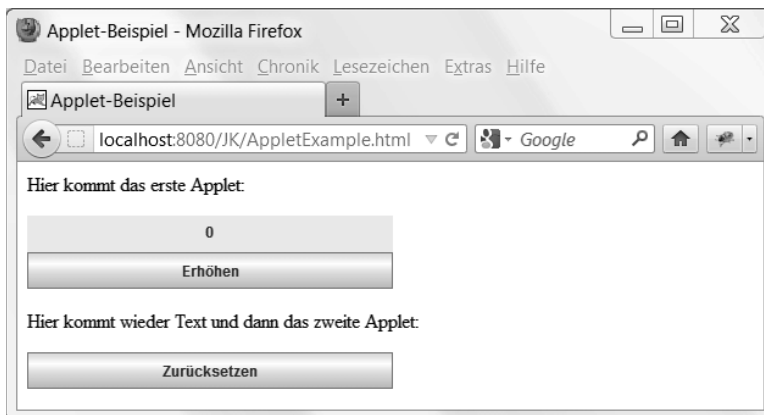 Applet-Beispiel - Mozilla Firefox
Datei Bearbeiten Ansicht Chronik Lesezeichen Extras Hilfe
Applet-Beispiel
localhost:8080/JK/AppletExample.html Google
Hier kommt das erste Applet:
0
Erhöhen
Hier kommt wieder Text und dann das zweite Applet:
Zurücksetzen